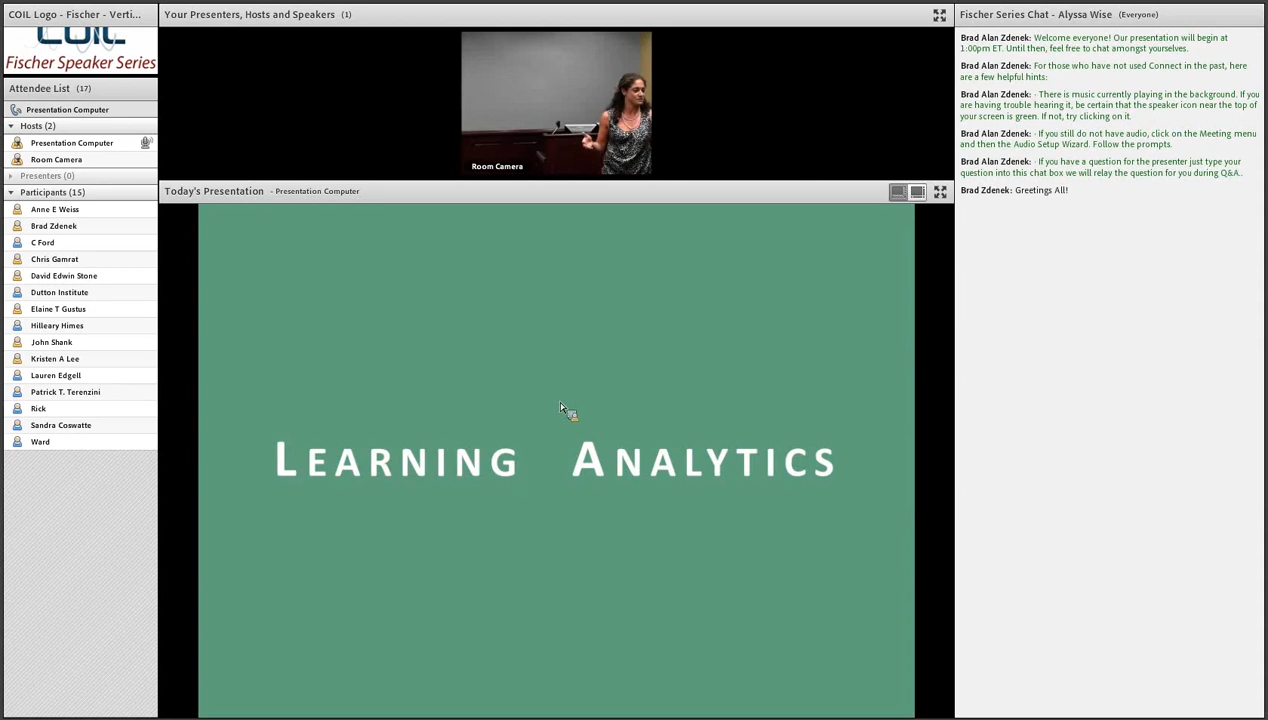 COIL Logo - Fischer - Verti...
COIL
Fischer Speaker Series
Attendee List (17)
Presentation Computer
Hosts (2)
Presentation Computer
Room Camera
Presenters (0)
Participants (15)
Anne E Weiss
Brad Zdenek
C Ford
Chris Gamrat
David Edwin Stone
Dutton Institute
Elaine T Gustus
Hilleary Himes
John Shank
Kristen A Lee
Lauren Edgell
Patrick T. Terenzini
Rick
Sandra Coswatte
Ward
Your Presenters, Hosts and Speakers (1)
Room Camera
Today's Presentation - Presentation Computer
LEARNING ANALYTICS
Fischer Series Chat - Alyssa Wise (Everyone)
Brad Alan Zdenek: Welcome everyone! Our presentation will begin at
1:00pm ET. Until then, feel free to chat amongst yourselves.
Brad Alan Zdenek: For those who have not used Connect in the past, here
are a few helpful hints:
Brad Alan Zdenek: - There is music currently playing in the background. If you
are having trouble hearing it, be certain that the speaker icon near the top of
your screen is green. If not, try clicking on it.
Brad Alan Zdenek: - If you still do not have audio, click on the Meeting menu
and then the Audio Setup Wizard. Follow the prompts.
Brad Alan Zdenek: - If you have a question for the presenter just type your
question into this chat box we will relay the question for you during Q&A..
Brad Zdenek: Greetings All!